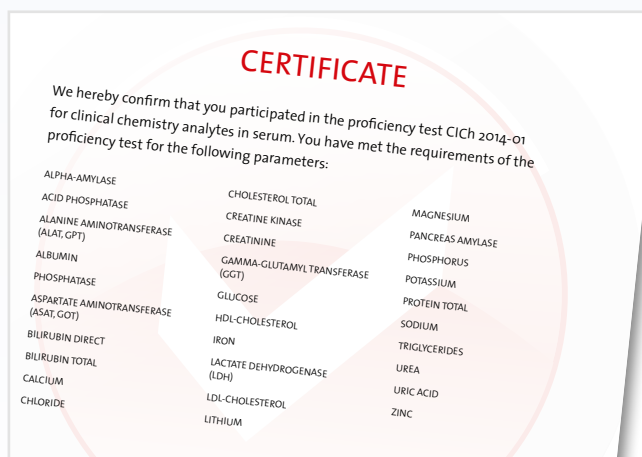 CERTIFICATE
We hereby confirm that you participated in the proficiency test CICh 2014-01
for clinical chemistry analytes in serum. You have met the requirements of the
proficiency test for the following parameters:
ALPHA-AMYLASE
ACID PHOSPHATASE
ALANINE AMINOTRANSFERASE
(ALAT, GPT)
ALBUMIN
PHOSPHATASE
ASPARTATE AMINOTRANSFERASE
(ASAT, GOT)
BILIRUBIN DIRECT
BILIRUBIN TOTAL
CALCIUM
CHLORIDE
CHOLESTEROL TOTAL
CREATINE KINASE
CREATININE
GAMMA-GLUTAMYL TRANSFERASE
(GGT)
GLUCOSE
HDL-CHOLESTEROL
IRON
LACTATE DEHYDROGENASE
(LDH)
LDL-CHOLESTEROL
LITHIUM
MAGNESIUM
PANCREAS AMYLASE
PHOSPHORUS
POTASSIUM
PROTEIN TOTAL
SODIUM
TRIGLYCERIDES
UREA
URIC ACID
ZINC